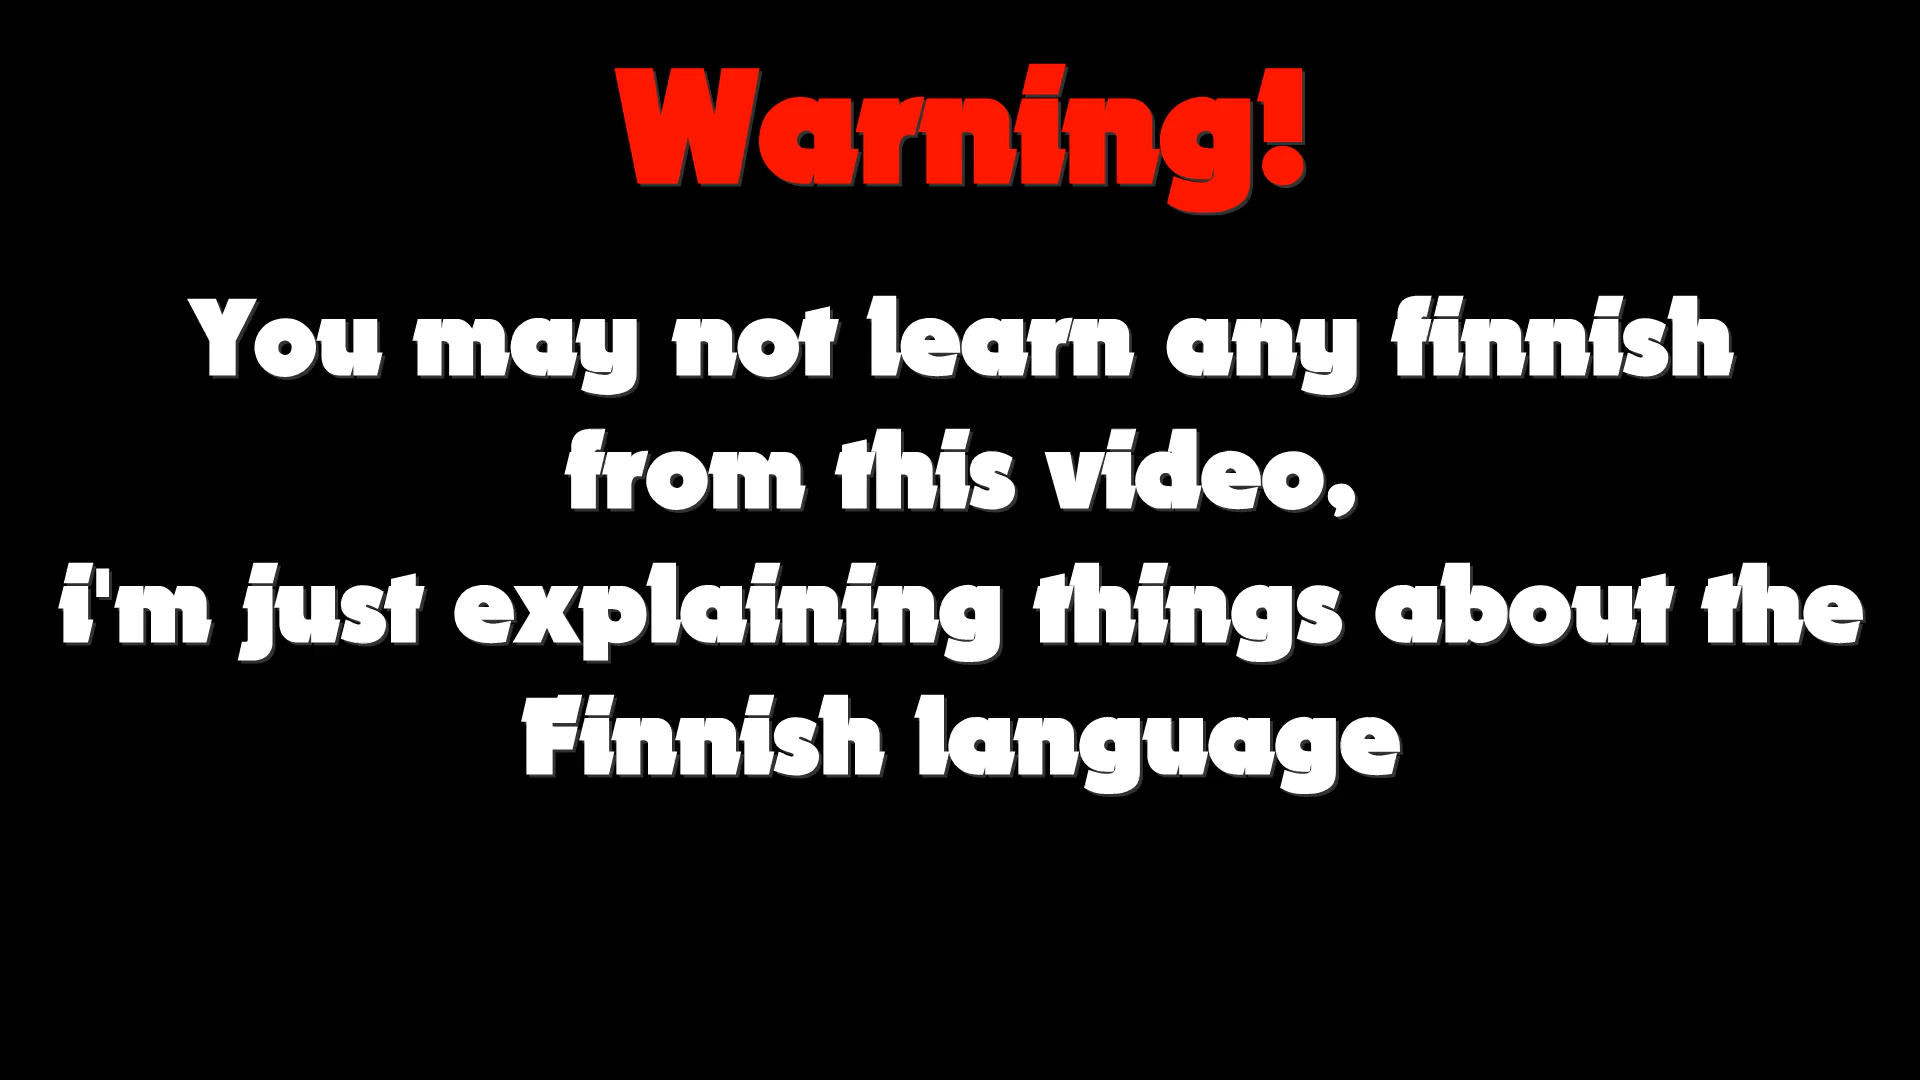 Warning!
You may not learn any finnish
from this video,
i'm just explaining things about the
Finnish language